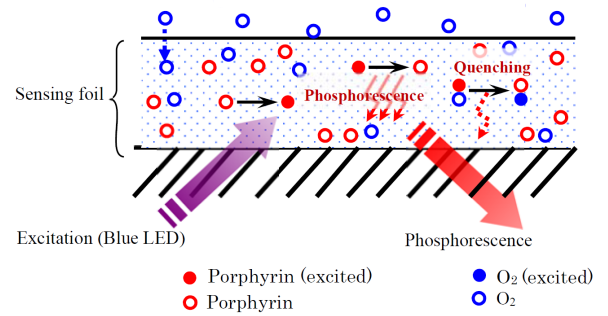 Quenching
Sensing foil
Phosphorescence
Excitation (Blue LED)
Phosphorescence
Porphyrin (excited)
O₂ (excited)
Porphyrin
O₂